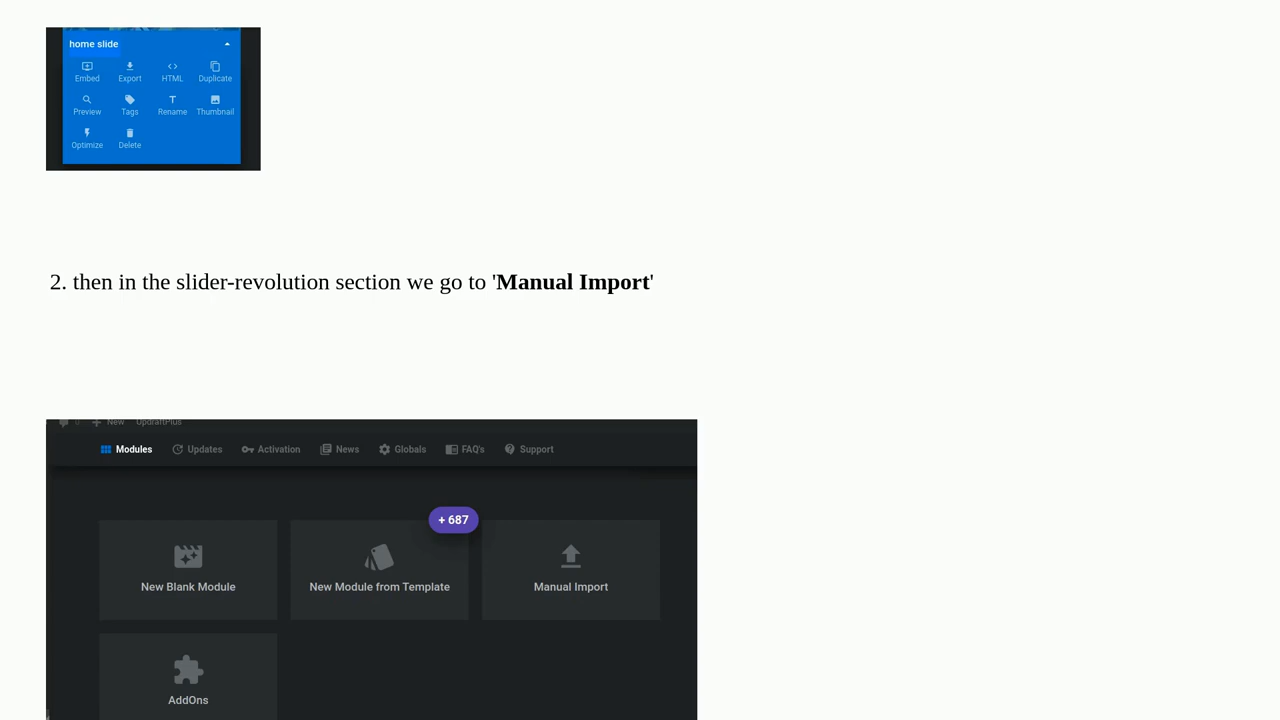 home slide
Embed Export HTML Duplicate
Preview Tags Rename Thumbnail
Optimize Delete
2. then in the slider-revolution section we go to 'Manual Import'
0 New UpdraftPlus
Modules Updates Activation News Globals FAQ's Support
+ 687
New Blank Module New Module from Template Manual Import
AddOns